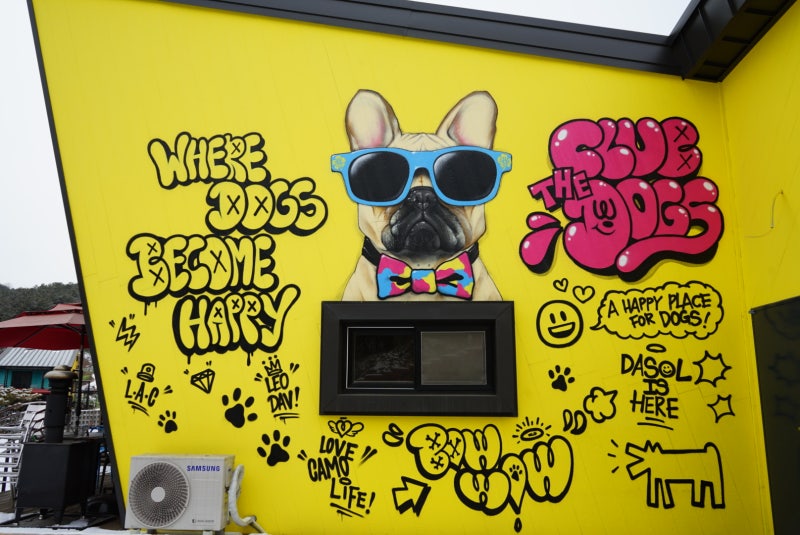 WHERE
DOGS
BECOME
HAPPY
CLUE
THE
DOGS
A HAPPY PLACE
FOR DOGS!
DASOL
IS
HERE
L.A.C
LEO
DAV!
LOVE
CAMO
LIFE!
BOW
WOW
SAMSUNG